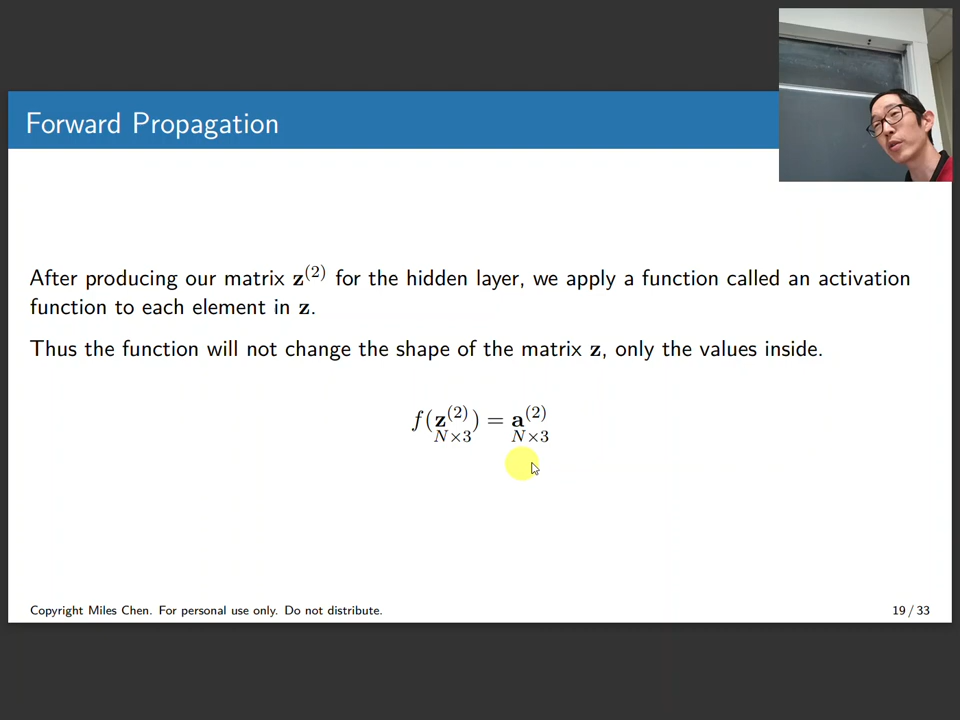 Forward Propagation
After producing our matrix z^(2) for the hidden layer, we apply a function called an activation
function to each element in z.
Thus the function will not change the shape of the matrix z, only the values inside.
f(z^(2)) = a^(2)
N×3 N×3
Copyright Miles Chen. For personal use only. Do not distribute.
19 / 33